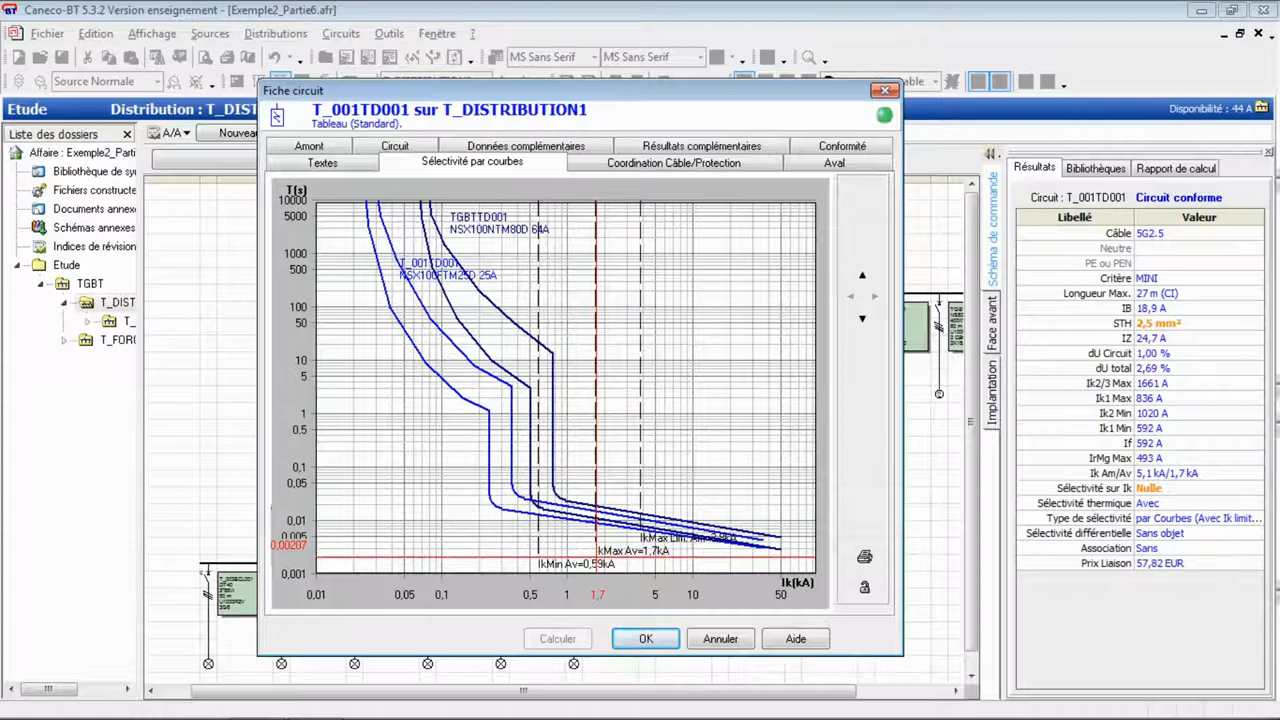 Caneco-BT 5.3.2 Version enseignement - [Exemple2_Partie6.afr]
Fichier Edition Affichage Sources Distributions Circuits Outils Fenêtre ?
MS Sans Serif MS Sans Serif
Source Normale
Etude
Distribution : T_DIST
Disponibilité : 44 A
Liste des dossiers
A/A
Nouveau
Affaire : Exemple2_Parti
Bibliothèque de sy
Fichiers constructe
Documents annex
Schémas annexes
Indices de révision
Etude
TGBT
T_DIST
T_
T_FORC
Fiche circuit
T_001TD001 sur T_DISTRIBUTION1
Tableau (Standard).
Amont Circuit Données complémentaires Résultats complémentaires Conformité
Textes Sélectivité par courbes Coordination Câble/Protection Aval
T(s)
10000
5000
1000
500
100
50
10
5
1
0,5
0,1
0,05
0,01
0,005
0,00207
0,001
TGBTTD001
NSX100NTM80D 64A
T_001TD001
NSX100FTM25D 25A
IkMax Av=1,7kA
IkMin Av=0,59kA
Ik(kA)
0,01 0,05 0,1 0,5 1 1,7 5 10 50
Calculer OK Annuler Aide
Schéma de commande
Face avant
Implantation
Résultats Bibliothèques Rapport de calcul
Circuit : T_001TD001 Circuit conforme
Libellé Valeur
Câble 5G2.5
Neutre
PE ou PEN
Critère MINI
Longueur Max. 27 m (CI)
IB 18,9 A
STH 2,5 mm²
IZ 24,7 A
dU Circuit 1,00 %
dU total 2,69 %
Ik2/3 Max 1661 A
Ik1 Max 836 A
Ik2 Min 1020 A
Ik1 Min 592 A
If 592 A
IrMg Max 493 A
Ik Am/Av 5,1 kA/1,7 kA
Sélectivité sur Ik Nulle
Sélectivité thermique Avec
Type de sélectivité par Courbes (Avec Ik limit...
Sélectivité différentielle Sans objet
Association Sans
Prix Liaison 57,82 EUR